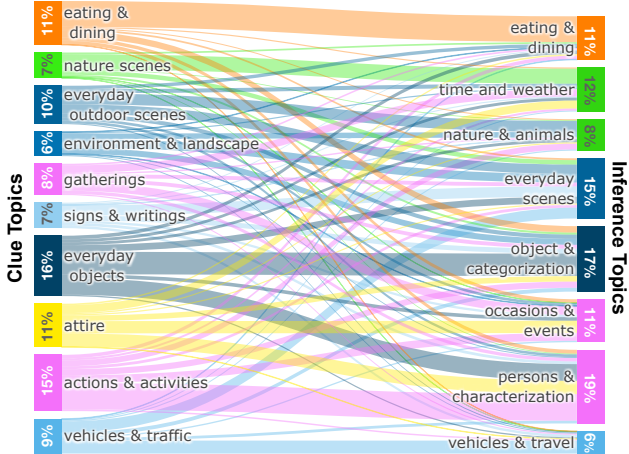 Clue Topics
11%
eating &
dining
7%
nature scenes
10%
everyday
outdoor scenes
6%
environment & landscape
8%
gatherings
7%
signs & writings
16%
everyday
objects
11%
attire
15%
actions & activities
9%
vehicles & traffic
eating &
dining
11%
time and weather
12%
nature & animals
8%
everyday
scenes
15%
object &
categorization
17%
occasions &
events
11%
persons &
characterization
19%
vehicles & travel
6%
Inference Topics